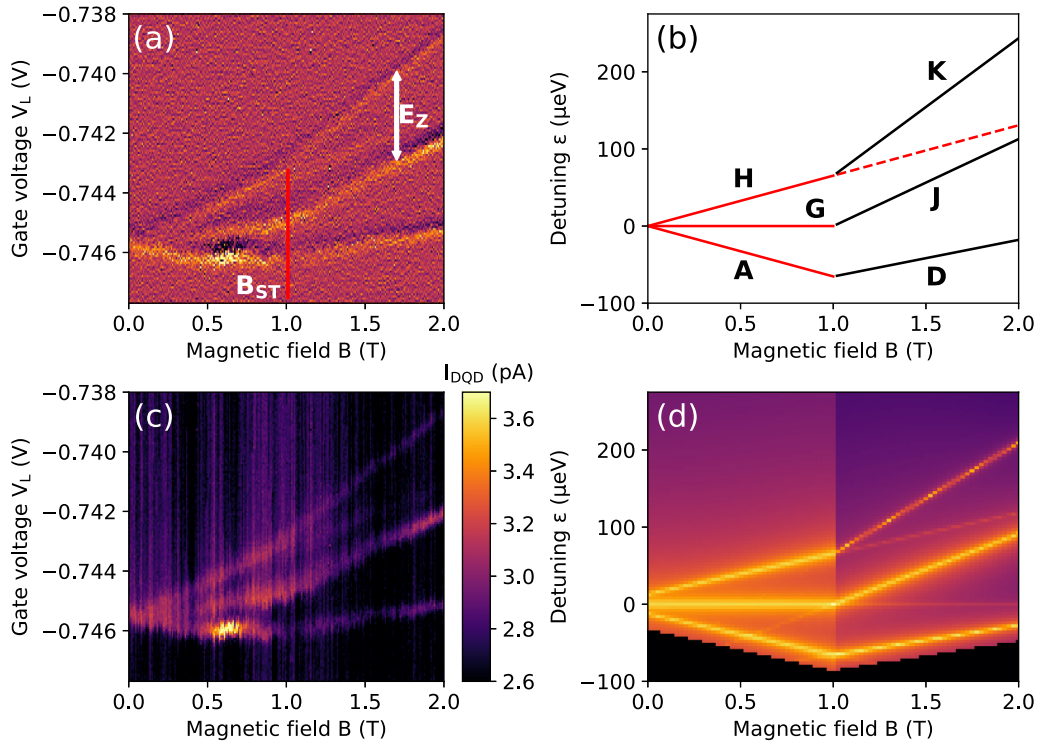 (a)
Gate voltage V_L (V)
−0.738
−0.740
−0.742
−0.744
−0.746
E_Z
B_ST
0.0 0.5 1.0 1.5 2.0
Magnetic field B (T)
(b)
Detuning ε (μeV)
200
100
0
−100
K
H
G
J
A
D
0.0 0.5 1.0 1.5 2.0
Magnetic field B (T)
(c)
Gate voltage V_L (V)
−0.738
−0.740
−0.742
−0.744
−0.746
0.0 0.5 1.0 1.5 2.0
Magnetic field B (T)
I_DQD (pA)
3.6
3.4
3.2
3.0
2.8
2.6
(d)
Detuning ε (μeV)
200
100
0
−100
0.0 0.5 1.0 1.5 2.0
Magnetic field B (T)